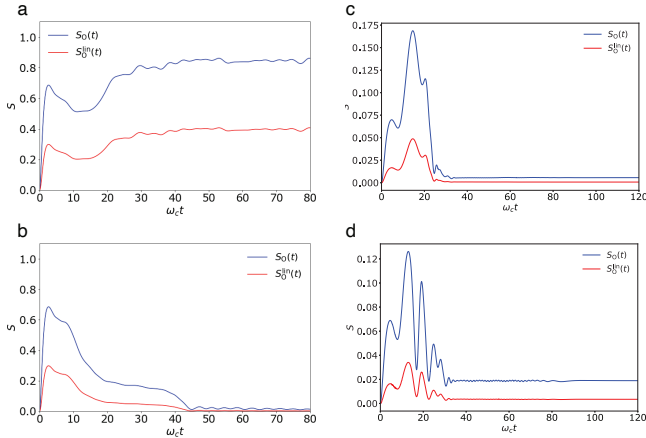 a
S_O(t)
S_O^lin(t)
1.0
0.8
0.6
0.4
0.2
0.0
S
0 10 20 30 40 50 60 70 80
ω_c t
b
S_O(t)
S_O^lin(t)
1.0
0.8
0.6
0.4
0.2
0.0
S
0 10 20 30 40 50 60 70 80
ω_c t
c
S_O(t)
S_O^lin(t)
0.175
0.150
0.125
0.100
0.075
0.050
0.025
0.000
S
0 20 40 60 80 100 120
ω_c t
d
S_O(t)
S_O^lin(t)
0.12
0.10
0.08
0.06
0.04
0.02
0.00
S
0 20 40 60 80 100 120
ω_c t